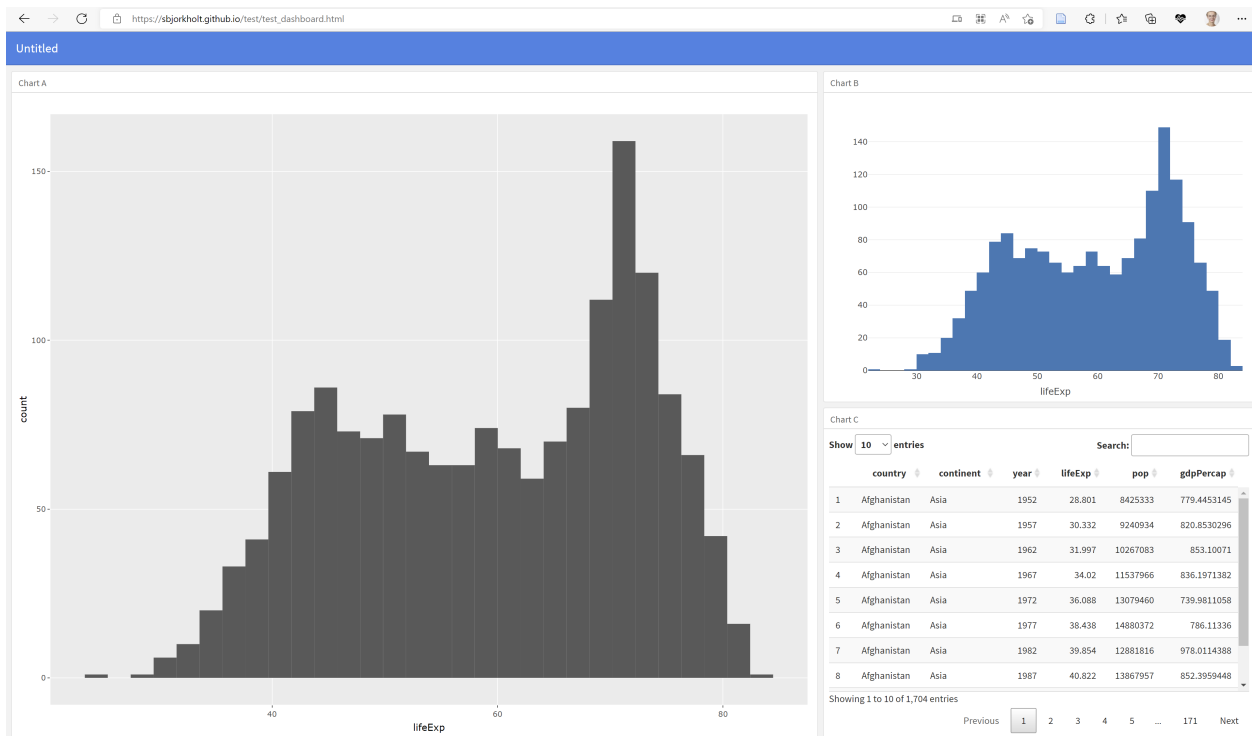 https://sbjorkholt.github.io/test/test_dashboard.html
Untitled
Chart A
150
100
50
0
count
40 60 80
lifeExp
Chart B
140
120
100
80
60
40
20
0
30 40 50 60 70 80
lifeExp
Chart C
Show 10 entries Search:
country continent year lifeExp pop gdpPercap
1 Afghanistan Asia 1952 28.801 8425333 779.4453145
2 Afghanistan Asia 1957 30.332 9240934 820.8530296
3 Afghanistan Asia 1962 31.997 10267083 853.10071
4 Afghanistan Asia 1967 34.02 11537966 836.1971382
5 Afghanistan Asia 1972 36.088 13079460 739.9811058
6 Afghanistan Asia 1977 38.438 14880372 786.11336
7 Afghanistan Asia 1982 39.854 12881816 978.0114388
8 Afghanistan Asia 1987 40.822 13867957 852.3959448
Showing 1 to 10 of 1,704 entries
Previous 1 2 3 4 5 ... 171 Next